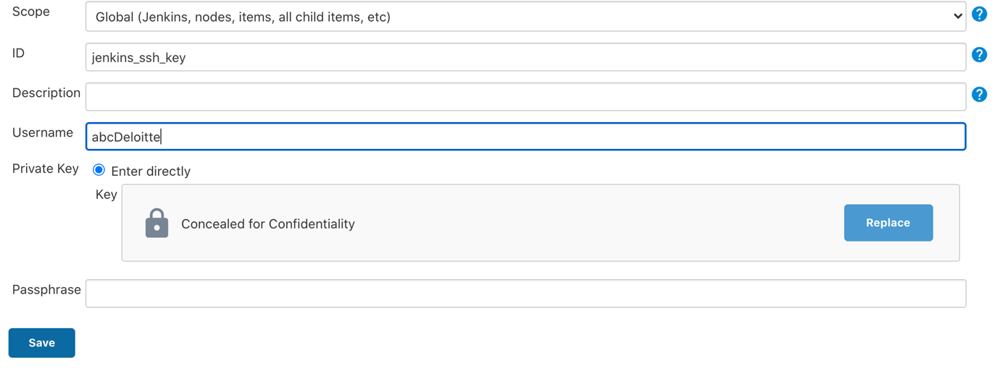 Scope
Global (Jenkins, nodes, items, all child items, etc)
?
ID
jenkins_ssh_key
?
Description
?
Username
abcDeloitte
Private Key
Enter directly
Key
Concealed for Confidentiality
Replace
Passphrase
Save